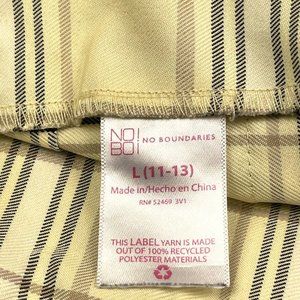 NO!
BO!
NO BOUNDARIES
L (11-13)
Made in/Hecho en China
RN# 52469 3V1
THIS LABEL YARN IS MADE
OUT OF 100% RECYCLED
POLYESTER MATERIALS